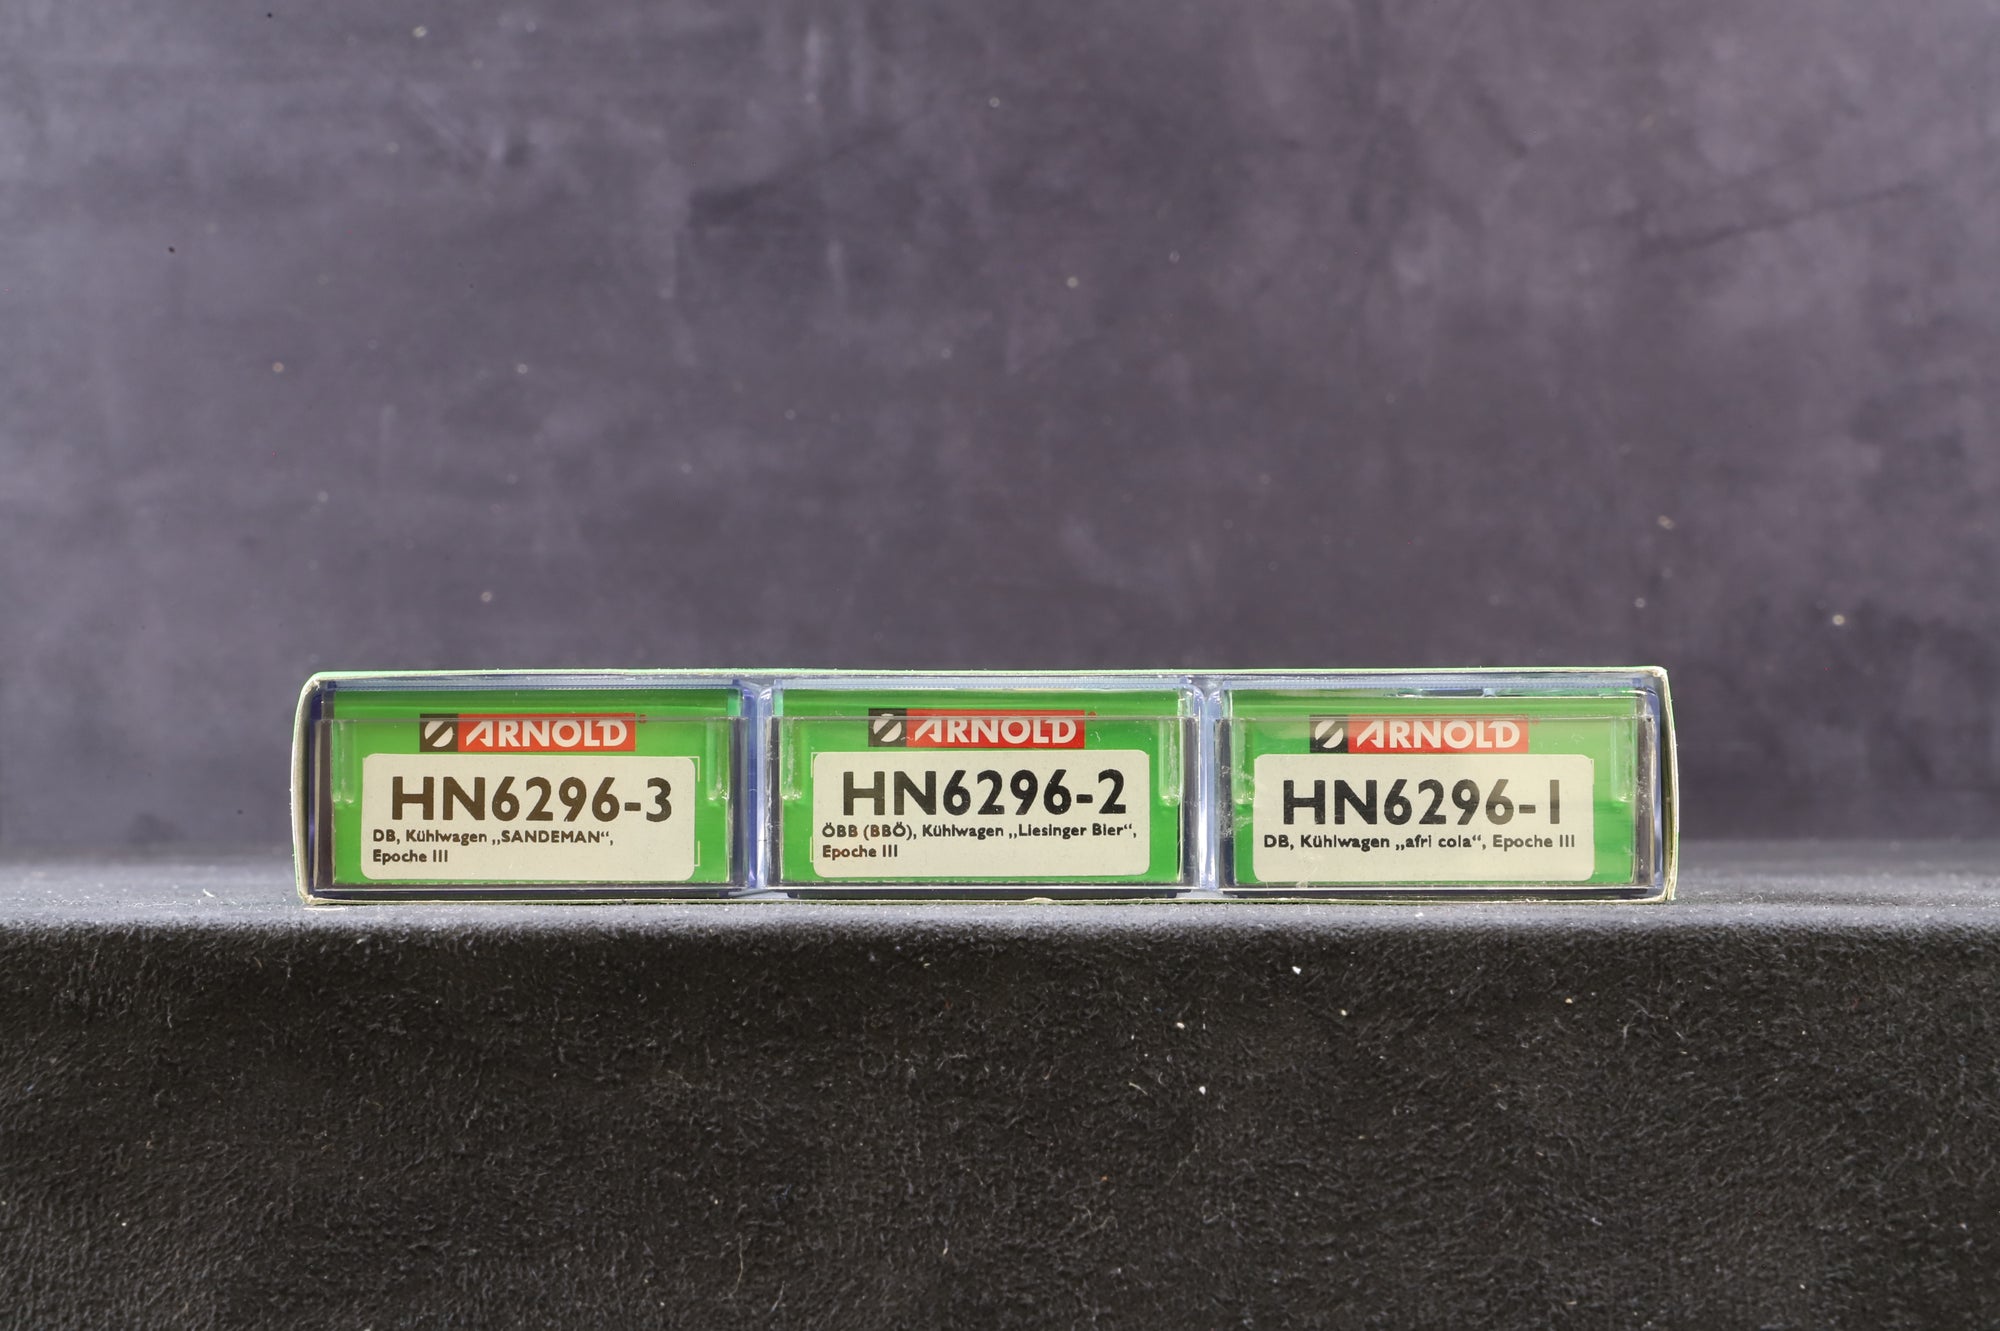 ARNOLD
HN6296-3
DB, Kühlwagen „SANDEMAN“,
Epoche III
ARNOLD
HN6296-2
ÖBB (BBÖ), Kühlwagen „Liesinger Bier“,
Epoche III
ARNOLD
HN6296-1
DB, Kühlwagen „afri cola“, Epoche III